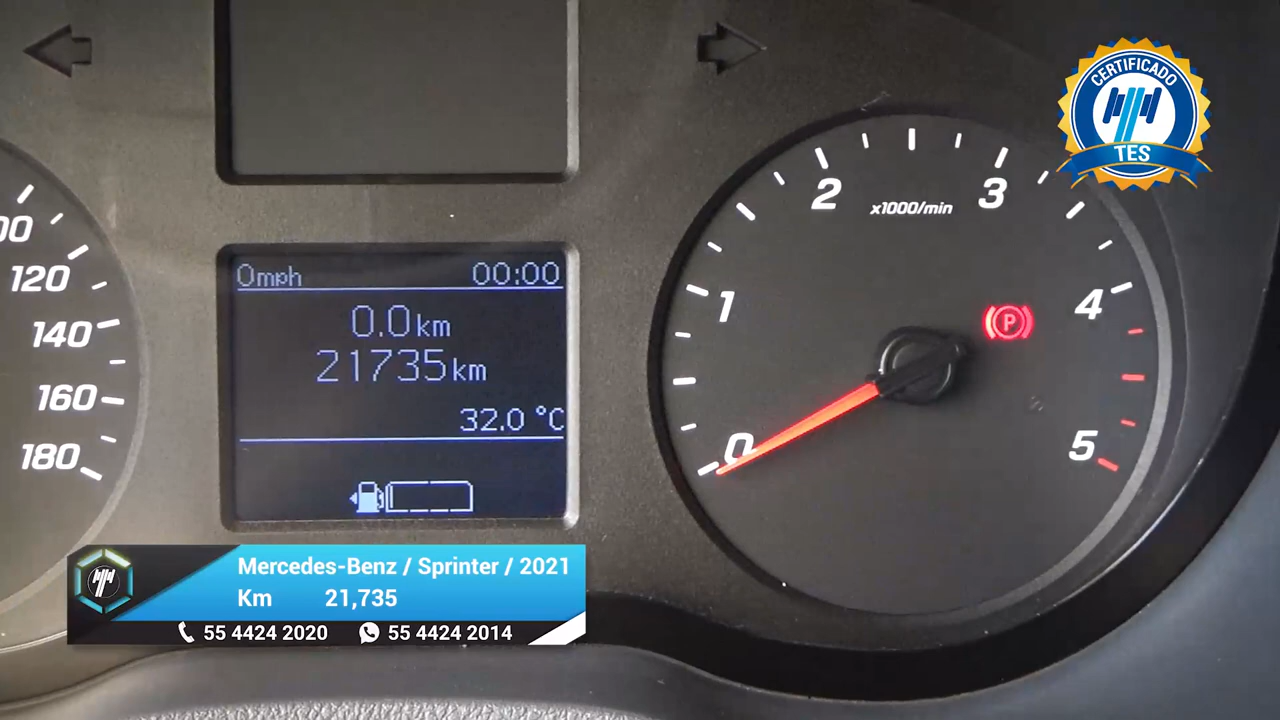 CERTIFICADO
TES
00
120
140
160
180
0mph 00:00
0.0km
21735km
32.0 °C
0
1
2
x1000/min
3
4
5
P
Mercedes-Benz / Sprinter / 2021
Km 21,735
55 4424 2020 55 4424 2014